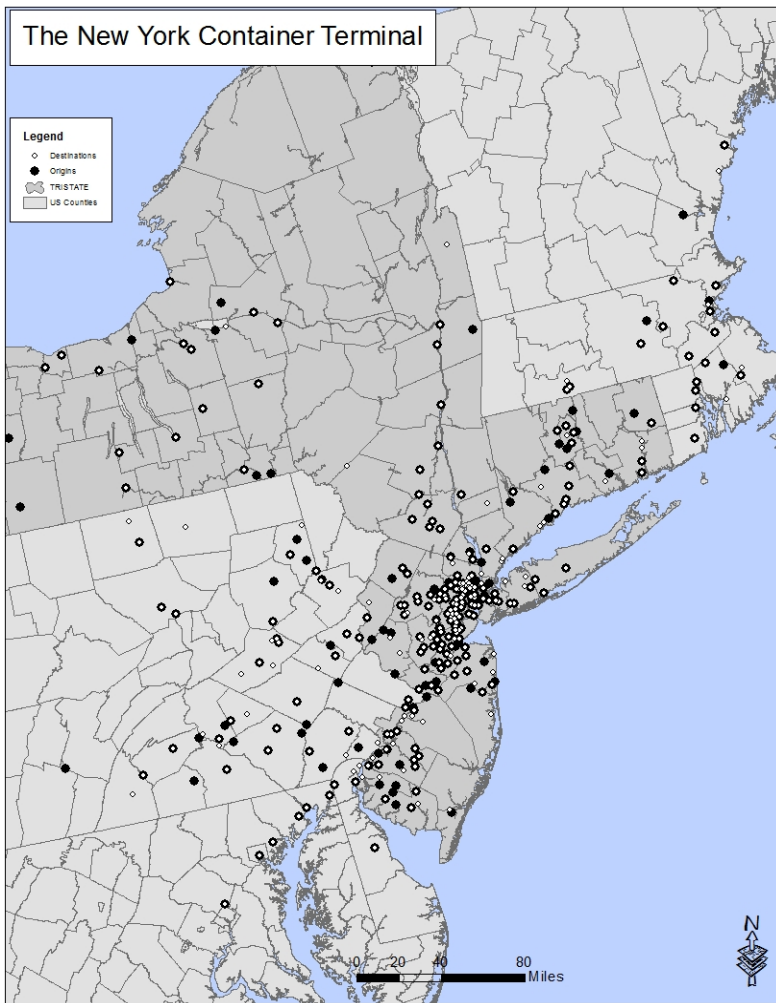 The New York Container Terminal
Legend
Destinations
Origins
TRISTATE
US Counties
N
0 20 40 80
Miles